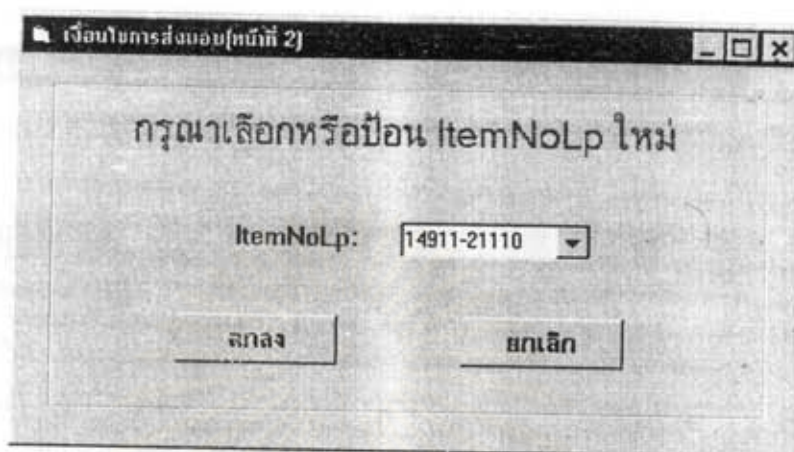 เงื่อนไขการส่งมอบ(หน้าที่ 2)
กรุณาเลือกหรือป้อน ItemNoLp ใหม่
ItemNoLp: 14911-21110
ตกลง ยกเลิก